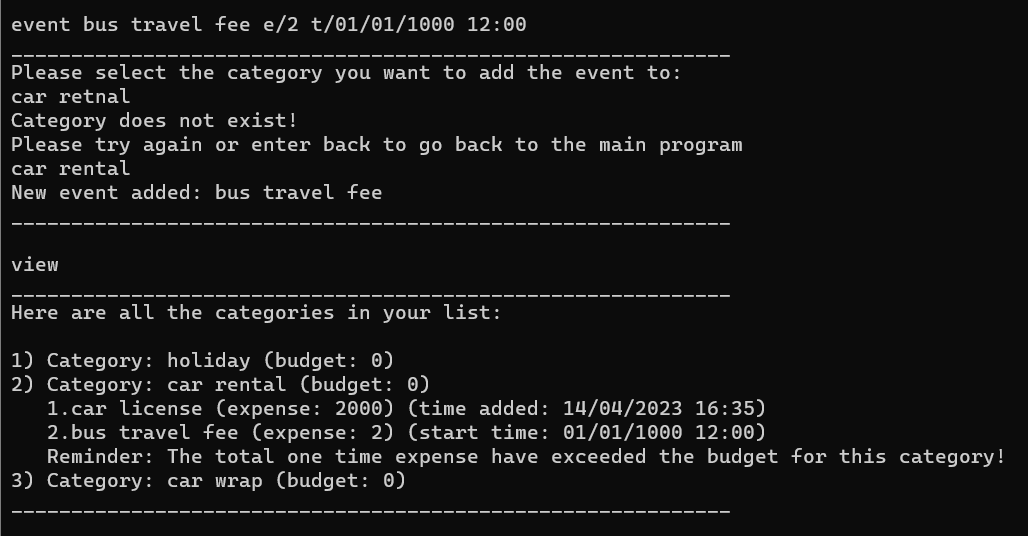 event bus travel fee e/2 t/01/01/1000 12:00
____________________________________________________________
Please select the category you want to add the event to:
car retnal
Category does not exist!
Please try again or enter back to go back to the main program
car rental
New event added: bus travel fee
____________________________________________________________
view
____________________________________________________________
Here are all the categories in your list:
1) Category: holiday (budget: 0)
2) Category: car rental (budget: 0)
   1.car license (expense: 2000) (time added: 14/04/2023 16:35)
   2.bus travel fee (expense: 2) (start time: 01/01/1000 12:00)
   Reminder: The total one time expense have exceeded the budget for this category!
3) Category: car wrap (budget: 0)
____________________________________________________________